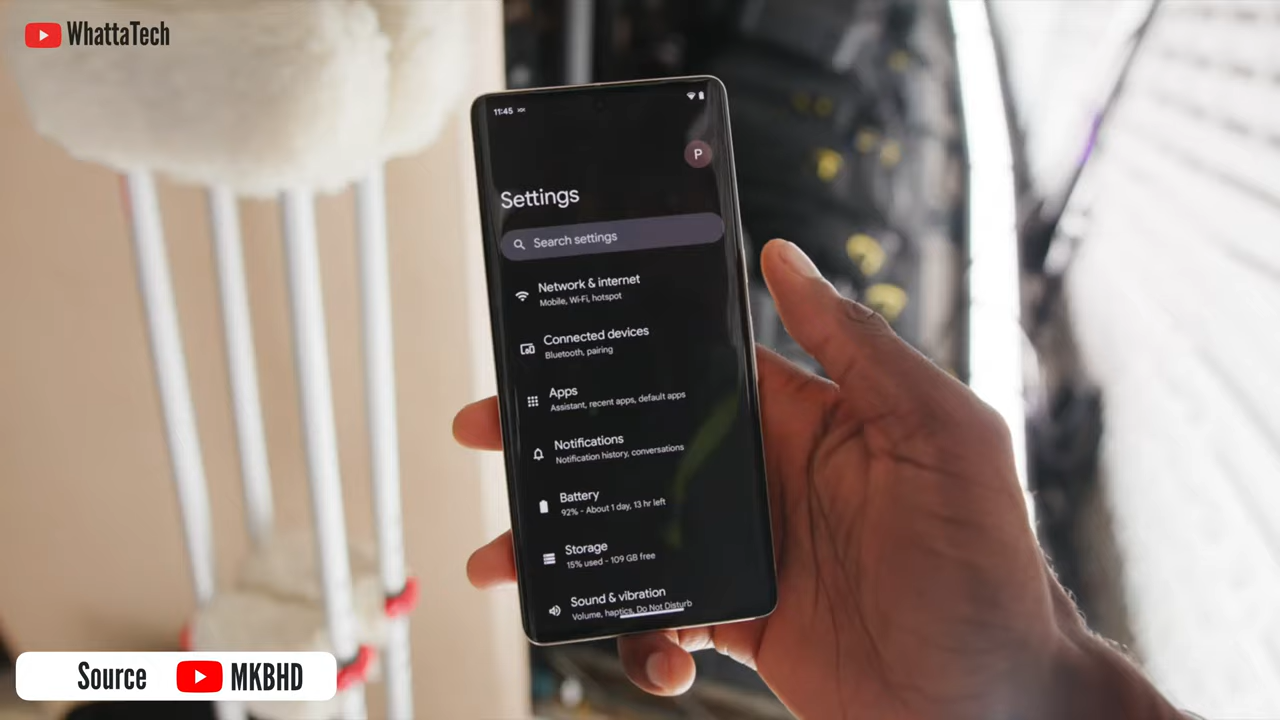 WhattaTech
11:45
P
Settings
Search settings
Network & internet
Mobile, Wi-Fi, hotspot
Connected devices
Bluetooth, pairing
Apps
Assistant, recent apps, default apps
Notifications
Notification history, conversations
Battery
92% - About 1 day, 13 hr left
Storage
15% used - 109 GB free
Sound & vibration
Volume, haptics, Do Not Disturb
Source MKBHD